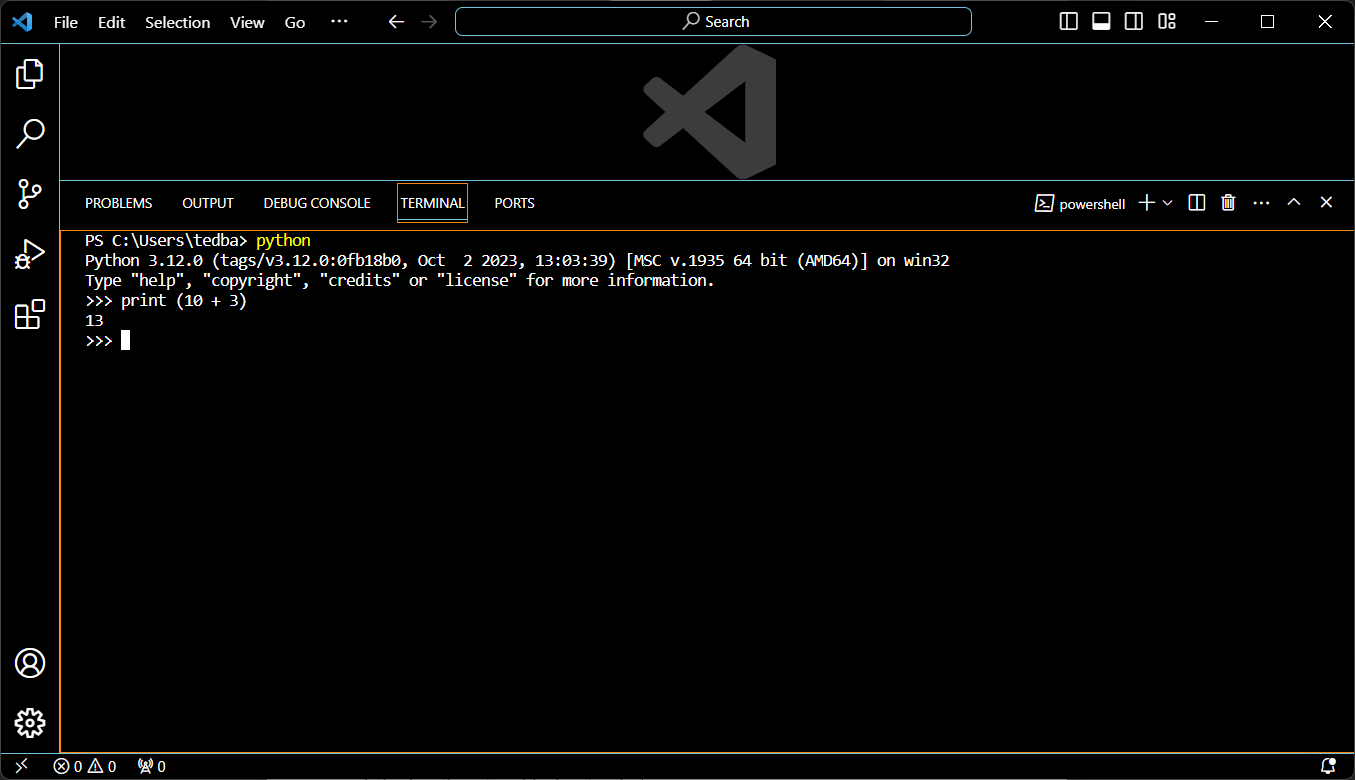 File Edit Selection View Go ··· Search
PROBLEMS OUTPUT DEBUG CONSOLE TERMINAL PORTS powershell
PS C:\Users\tedba> python
Python 3.12.0 (tags/v3.12.0:0fb18b0, Oct  2 2023, 13:03:39) [MSC v.1935 64 bit (AMD64)] on win32
Type "help", "copyright", "credits" or "license" for more information.
>>> print (10 + 3)
13
>>>
0 0 0